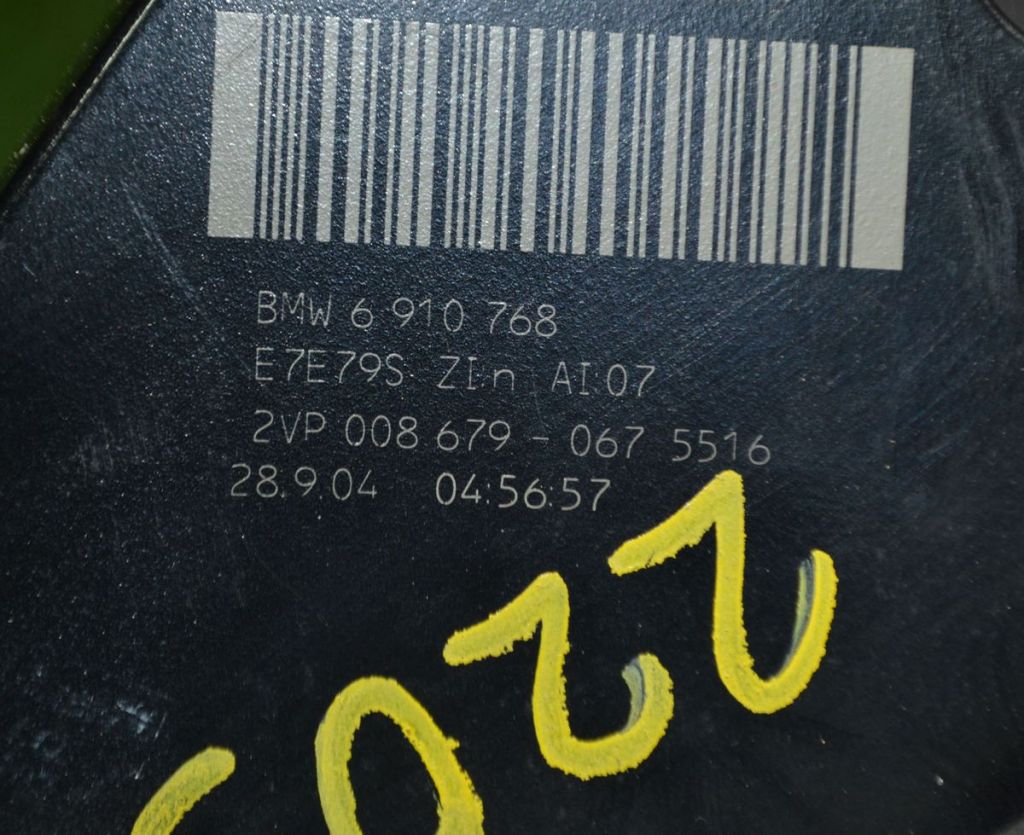 BMW 6 910 768
E7E79S ZI:n AI:07
2VP 008 679 - 067 5516
28.9.04 04:56:57
022